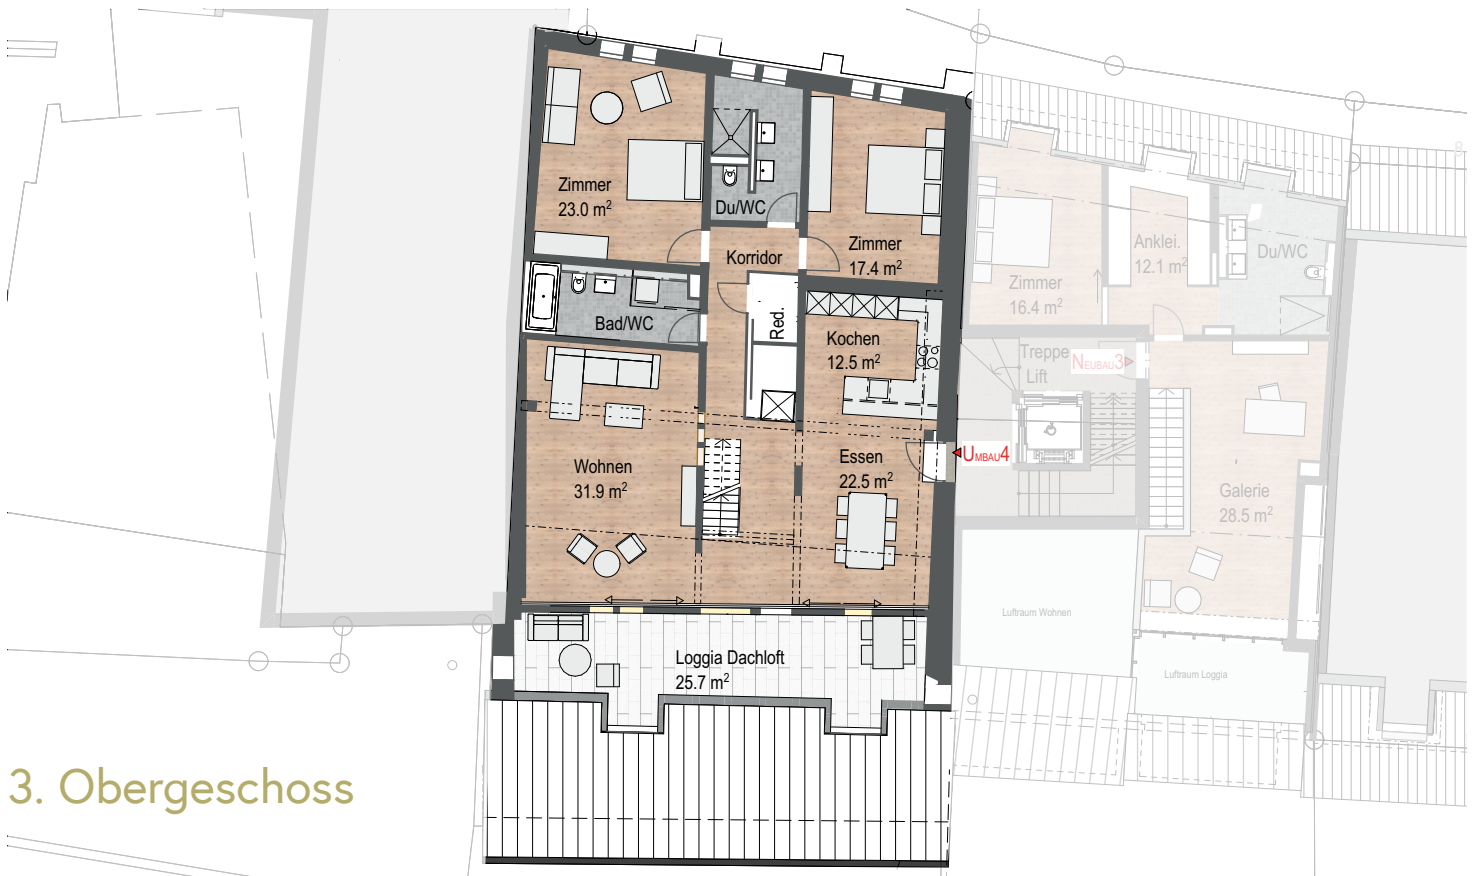 Zimmer
23.0 m²
Du/WC
Zimmer
17.4 m²
Korridor
Bad/WC
Red.
Kochen
12.5 m²
Wohnen
31.9 m²
Essen
22.5 m²
UMBAU4
Loggia Dachloft
25.7 m²
Zimmer
16.4 m²
Anklei.
12.1 m²
Du/WC
Treppe
Lift
NEUBAU3
Galerie
28.5 m²
Luftraum Wohnen
Luftraum Loggia
8
3. Obergeschoss